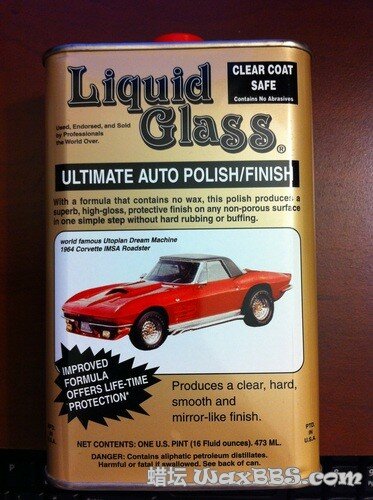 Liquid
Glass®
CLEAR COAT
SAFE
Contains No Abrasives
Used, Endorsed, and Sold
by Professionals
the World Over.
ULTIMATE AUTO POLISH/FINISH
With a formula that contains no wax, this polish produces a
superb, high-gloss, protective finish on any non-porous surface
in one simple step without hard rubbing or buffing.
world famous Utopian Dream Machine
1964 Corvette IMSA Roadster
IMPROVED
FORMULA
OFFERS LIFE-TIME
PROTECTION*
Produces a clear, hard,
smooth and
mirror-like finish.
NET CONTENTS: ONE U.S. PINT (16 Fluid ounces). 473 ML.
DANGER: Contains aliphatic petroleum distillates.
Harmful or fatal if swallowed. See back of can.
PTD.
IN
U.S.A.
蜡坛 WaxBBS.com